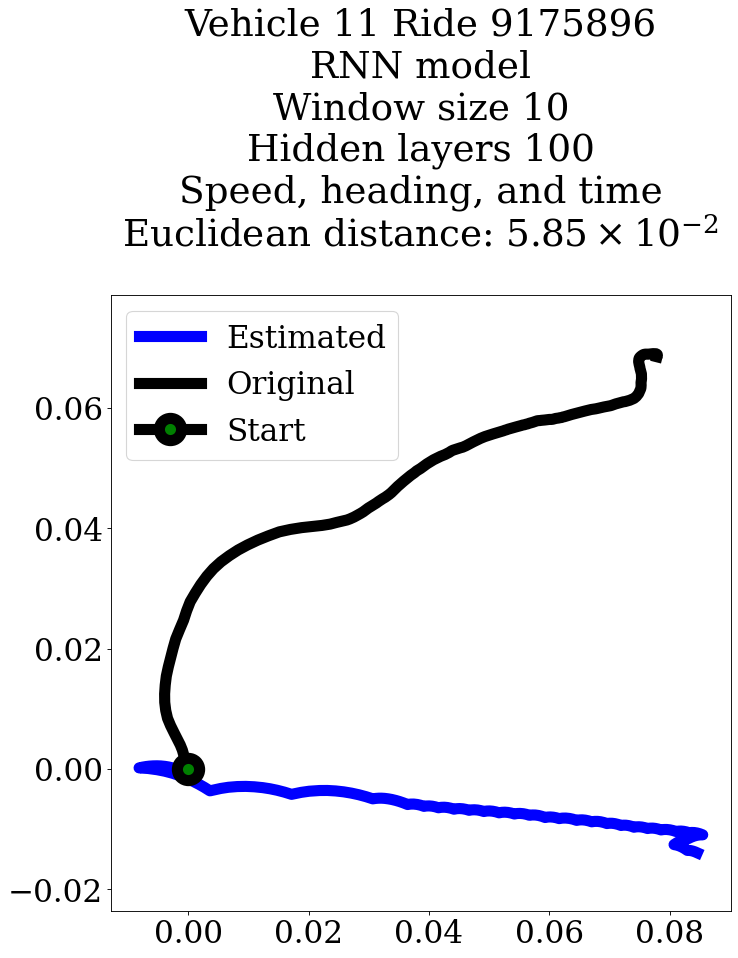 Vehicle 11 Ride 9175896
RNN model
Window size 10
Hidden layers 100
Speed, heading, and time
Euclidean distance: 5.85 × 10⁻²
Estimated
Original
Start
0.06
0.04
0.02
0.00
−0.02
0.00 0.02 0.04 0.06 0.08